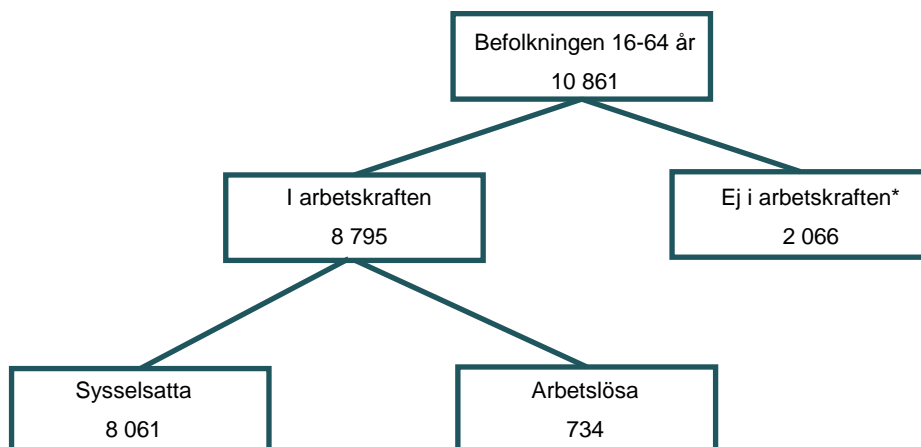 Befolkningen 16-64 år
10 861
I arbetskraften
8 795
Ej i arbetskraften*
2 066
Sysselsatta
8 061
Arbetslösa
734